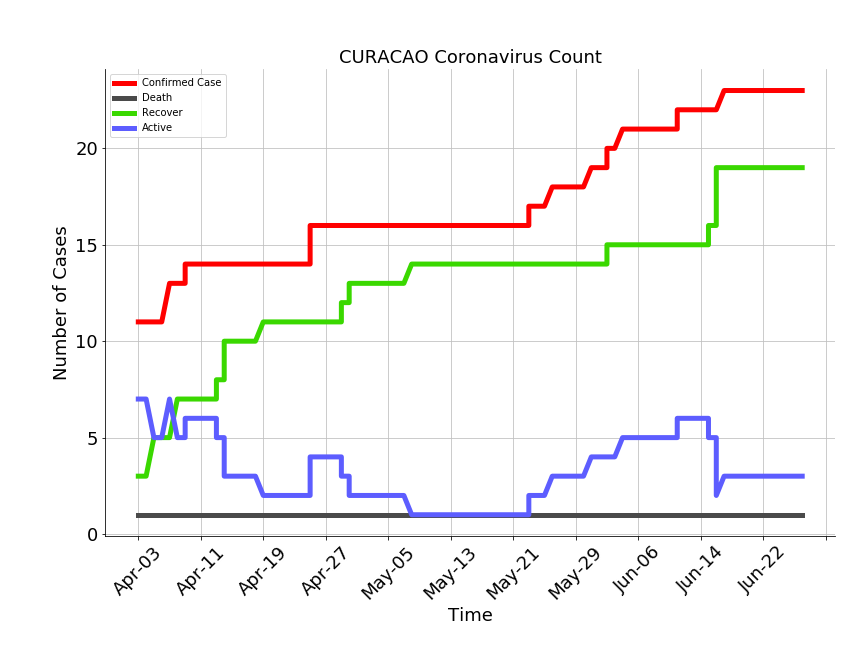 CURACAO Coronavirus Count
Confirmed Case
Death
Recover
Active
Number of Cases
20
15
10
5
0
Apr-03
Apr-11
Apr-19
Apr-27
May-05
May-13
May-21
May-29
Jun-06
Jun-14
Jun-22
Time